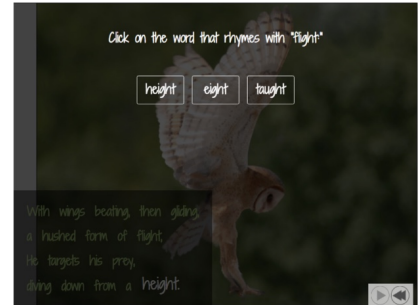 Click on the word that rhymes with "flight."
height eight taught
With wings beating, then gliding,
a hushed form of flight,
He targets his prey,
diving down from a height.